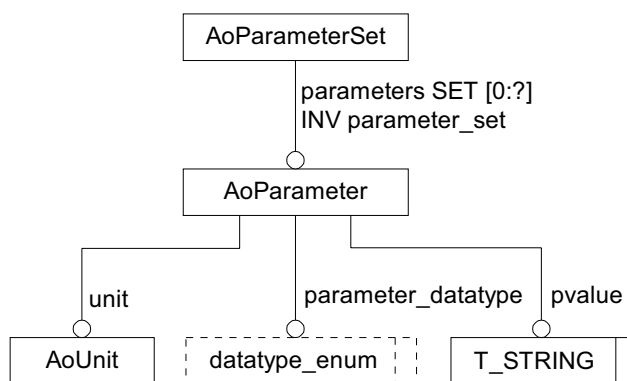 AoParameterSet
parameters SET [0:?]
INV parameter_set
AoParameter
unit
parameter_datatype
pvalue
AoUnit
datatype_enum
T_STRING